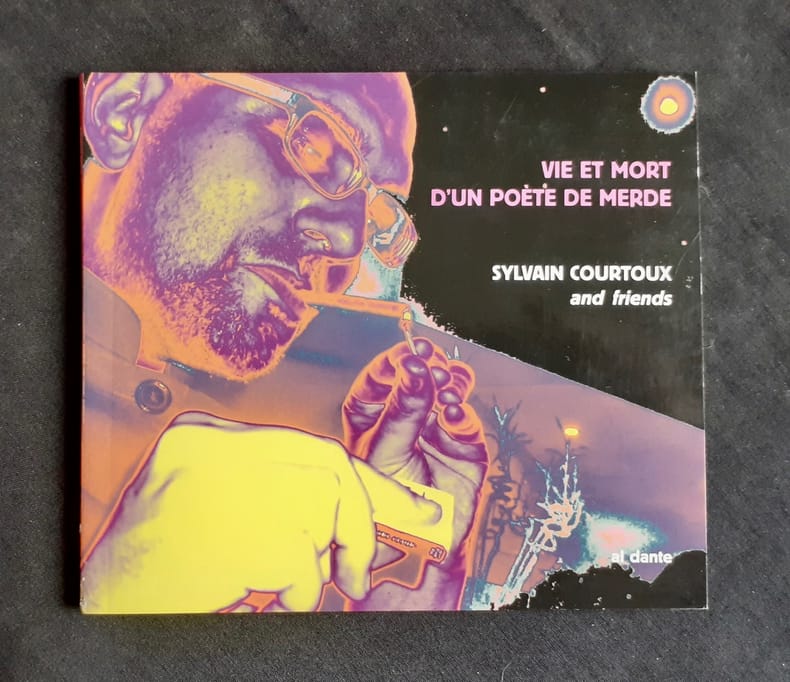 VIE ET MORT
D'UN POÈTE DE MERDE
SYLVAIN COURTOUX
and friends
al dante